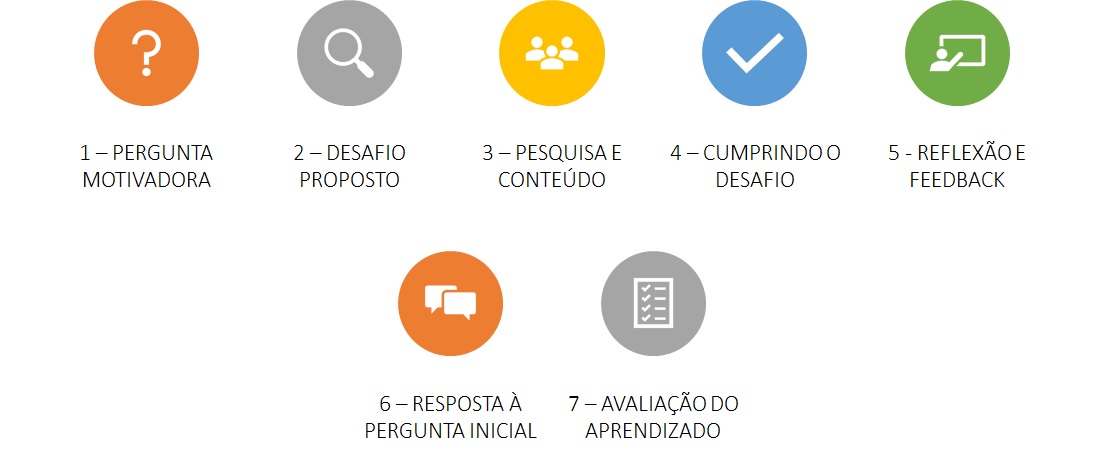 1 – PERGUNTA
MOTIVADORA
2 – DESAFIO
PROPOSTO
3 – PESQUISA E
CONTEÚDO
4 – CUMPRINDO O
DESAFIO
5 - REFLEXÃO E
FEEDBACK
6 – RESPOSTA À
PERGUNTA INICIAL
7 – AVALIAÇÃO DO
APRENDIZADO